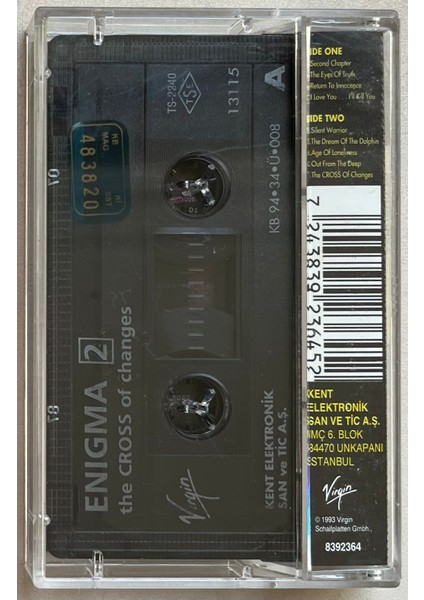 SIDE ONE
Second Chapter
The Eyes Of Truth
Return To Innocence
I Love You . . . I'll Kill You
SIDE TWO
Silent Warrior
The Dream Of The Dolphin
Age Of Loneliness
Out From The Deep
The CROSS Of Changes
7 243839 236452
KENT
ELEKTRONİK
SAN VE TİC A.Ş.
İMÇ 6. BLOK
34470 UNKAPANI
İSTANBUL
Virgin
© 1993 Virgin
Schallplatten Gmbh.
8392364
ENIGMA 2
the CROSS of changes
Virgin
KENT ELEKTRONİK
SAN ve TİC A.Ş.
KB 94•34•Ü•008
TS-2240
TSE
13115
A
483820